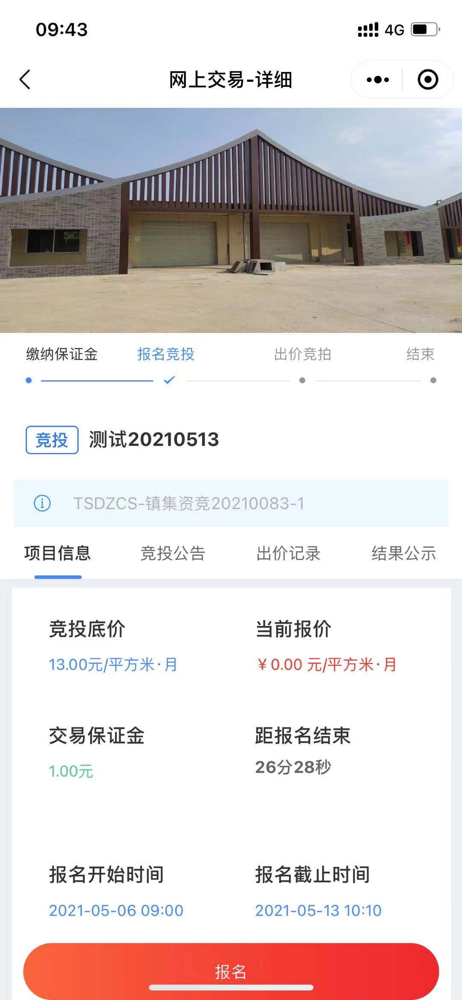 09:43
4G
网上交易-详细
缴纳保证金 报名竞投 出价竞拍 结束
竞投 测试20210513
TSDZCS-镇集资竞20210083-1
项目信息 竞投公告 出价记录 结果公示
竞投底价 当前报价
13.00元/平方米·月 ¥0.00 元/平方米·月
交易保证金 距报名结束
1.00元 26分28秒
报名开始时间 报名截止时间
2021-05-06 09:00 2021-05-13 10:10
报名